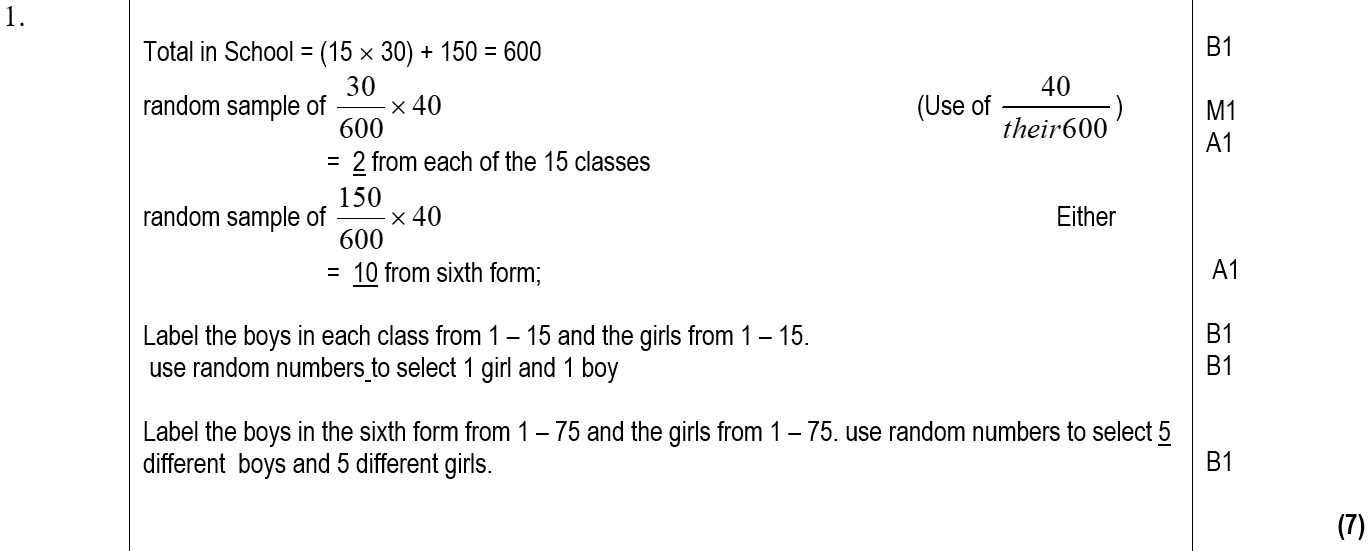 1.
Total in School = (15 × 30) + 150 = 600 B1
random sample of 30/600 × 40 (Use of 40/their600) M1
A1
= 2 from each of the 15 classes
random sample of 150/600 × 40 Either
= 10 from sixth form; A1
Label the boys in each class from 1 – 15 and the girls from 1 – 15. B1
use random numbers to select 1 girl and 1 boy B1
Label the boys in the sixth form from 1 – 75 and the girls from 1 – 75. use random numbers to select 5
different boys and 5 different girls. B1
(7)